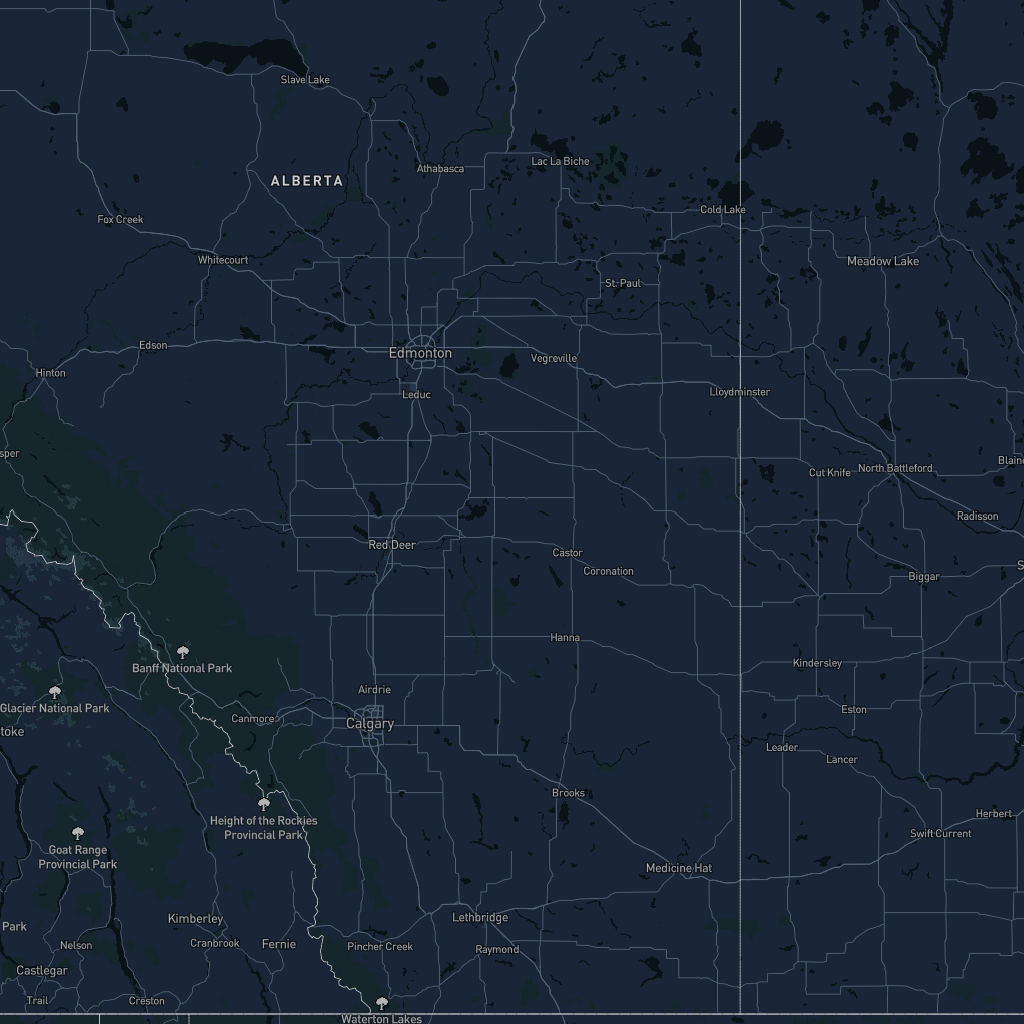 Slave Lake
Lac La Biche
Athabasca
ALBERTA
Cold Lake
Fox Creek
Whitecourt
Meadow Lake
St. Paul
Edson
Edmonton
Vegreville
Hinton
Leduc
Lloydminster
sper
Cut Knife
North Battleford
Blaine
Radisson
Red Deer
Castor
Coronation
S
Biggar
Hanna
Banff National Park
Kindersley
Airdrie
Glacier National Park
Eston
Canmore
Calgary
toke
Leader
Lancer
Brooks
Height of the Rockies
Provincial Park
Herbert
Swift Current
Goat Range
Provincial Park
Medicine Hat
Kimberley
Lethbridge
Park
Nelson
Cranbrook
Fernie
Pincher Creek
Raymond
Castlegar
Trail
Creston
Waterton Lakes